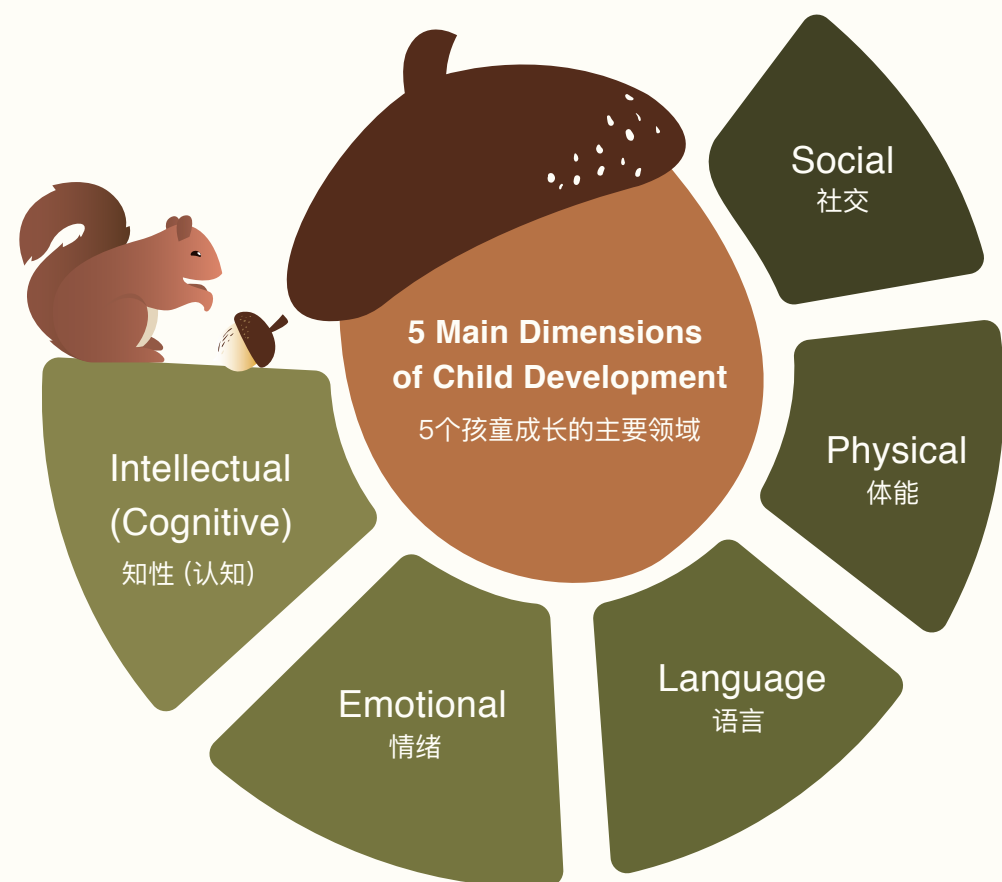 5 Main Dimensions
of Child Development
5个孩童成长的主要领域
Social
社交
Physical
体能
Language
语言
Emotional
情绪
Intellectual
(Cognitive)
知性 (认知)